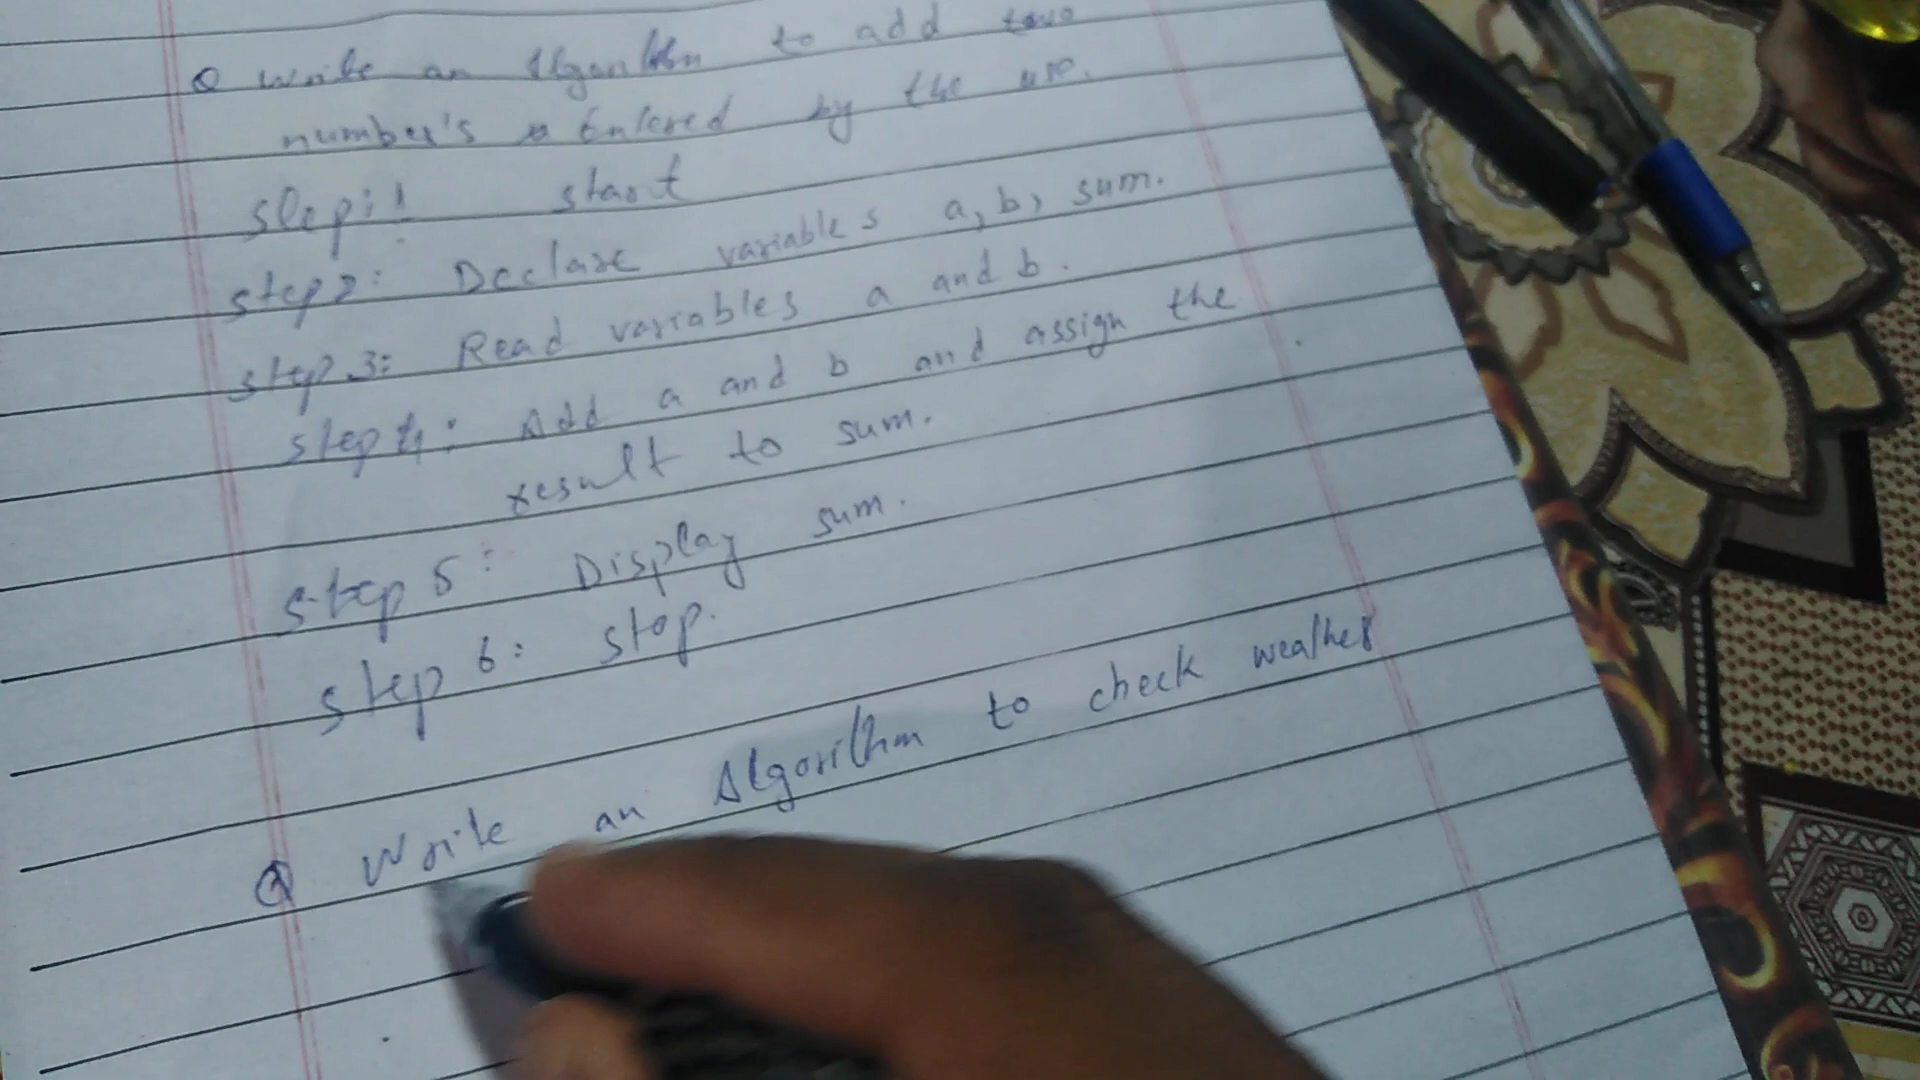 Q Write an Algorithm to add two
number's Entered by the use.
Step:1 start
step2: Declare variables a, b, sum.
step 3: Read variables a and b.
step 4: Add a and b and assign the
result to sum.
step 5: Display sum.
step 6: stop.
Q Write an Algorithm to check weather